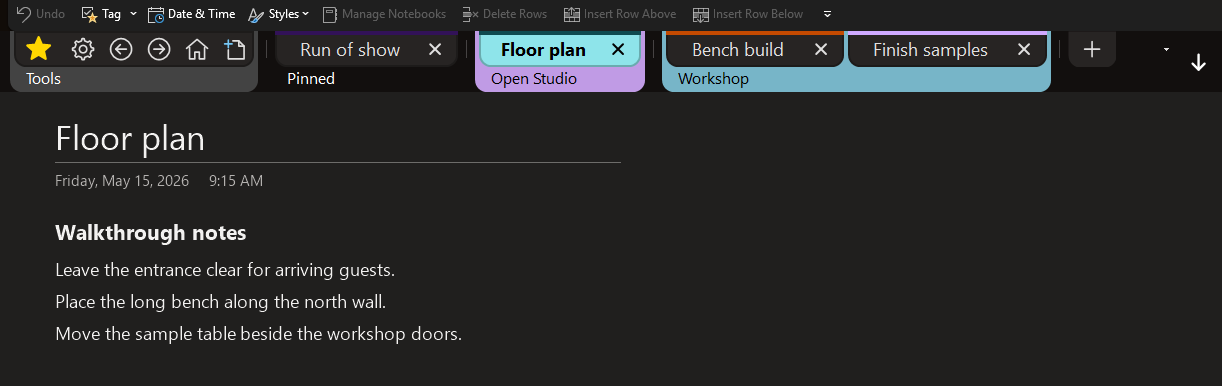 Undo Tag Date & Time Styles Manage Notebooks Delete Rows Insert Row Above Insert Row Below
Run of show Floor plan Bench build Finish samples
Tools Pinned Open Studio Workshop
Floor plan
Friday, May 15, 2026 9:15 AM
Walkthrough notes
Leave the entrance clear for arriving guests.
Place the long bench along the north wall.
Move the sample table beside the workshop doors.